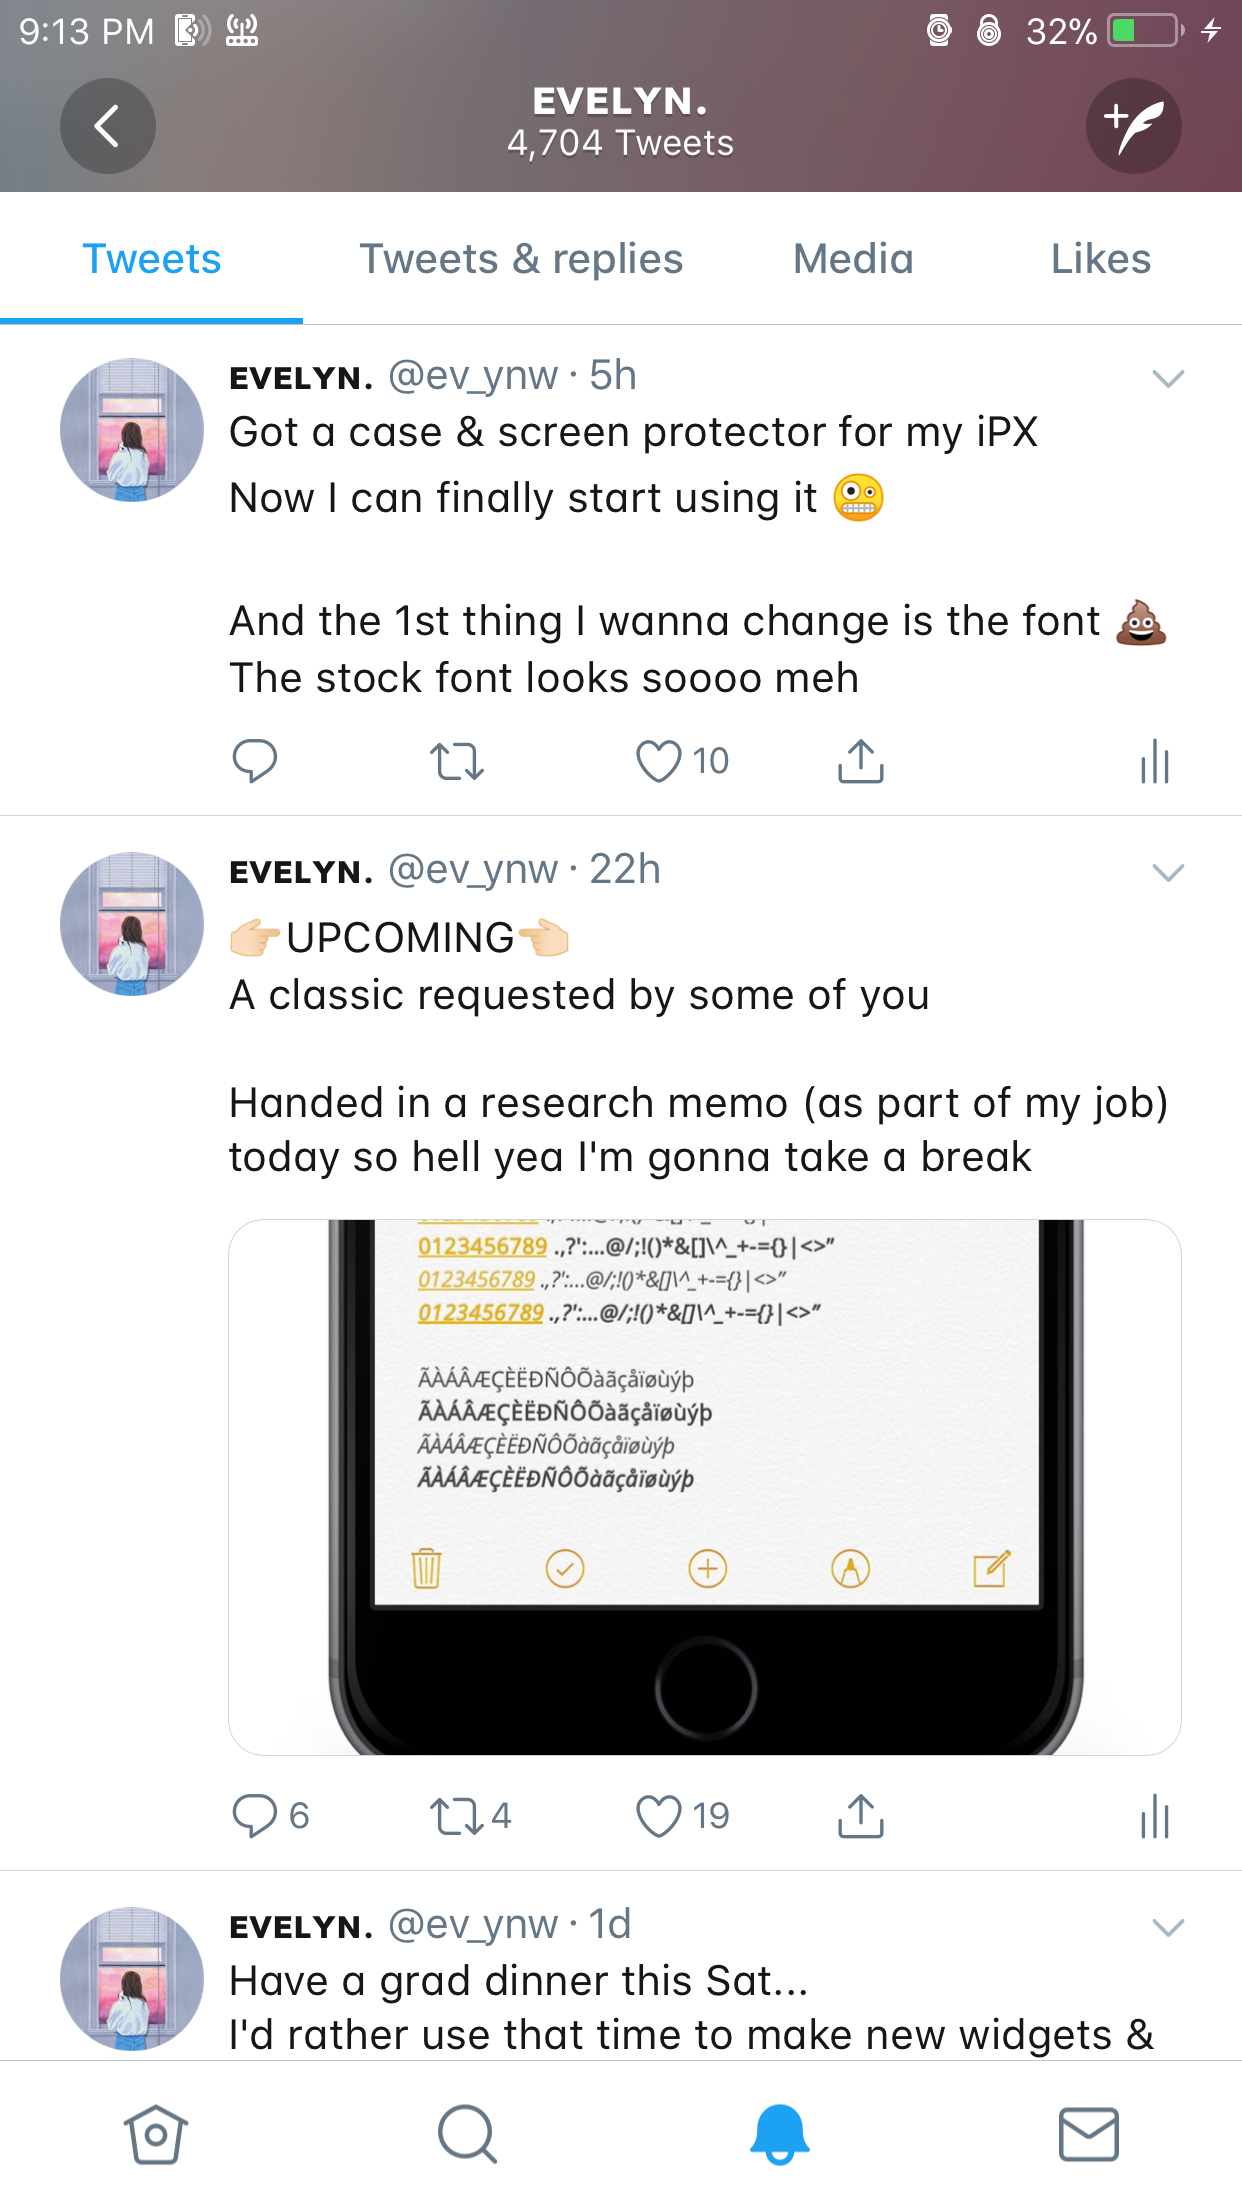 9:13 PM 32%
EVELYN.
4,704 Tweets
Tweets Tweets & replies Media Likes
EVELYN. @ev_ynw · 5h
Got a case & screen protector for my iPX
Now I can finally start using it
And the 1st thing I wanna change is the font 💩
The stock font looks soooo meh
10
EVELYN. @ev_ynw · 22h
👉🏻UPCOMING👈🏻
A classic requested by some of you
Handed in a research memo (as part of my job)
today so hell yea I'm gonna take a break
0123456789 .,?':...@/;!()*&[]\^_+-={}|<>”
0123456789 .,?':...@/;!()*&[]\^_+-={}|<>”
0123456789 .,?':...@/;!()*&[]\^_+-={}|<>”
ÃÀÁÂÆÇÈËÐÑÔÕàãçåïøùýþ
ÃÀÁÂÆÇÈËÐÑÔÕàãçåïøùýþ
ÃÀÁÂÆÇÈËÐÑÔÕàãçåïøùýþ
ÃÀÁÂÆÇÈËÐÑÔÕàãçåïøùýþ
6 4 19
EVELYN. @ev_ynw · 1d
Have a grad dinner this Sat...
I'd rather use that time to make new widgets &